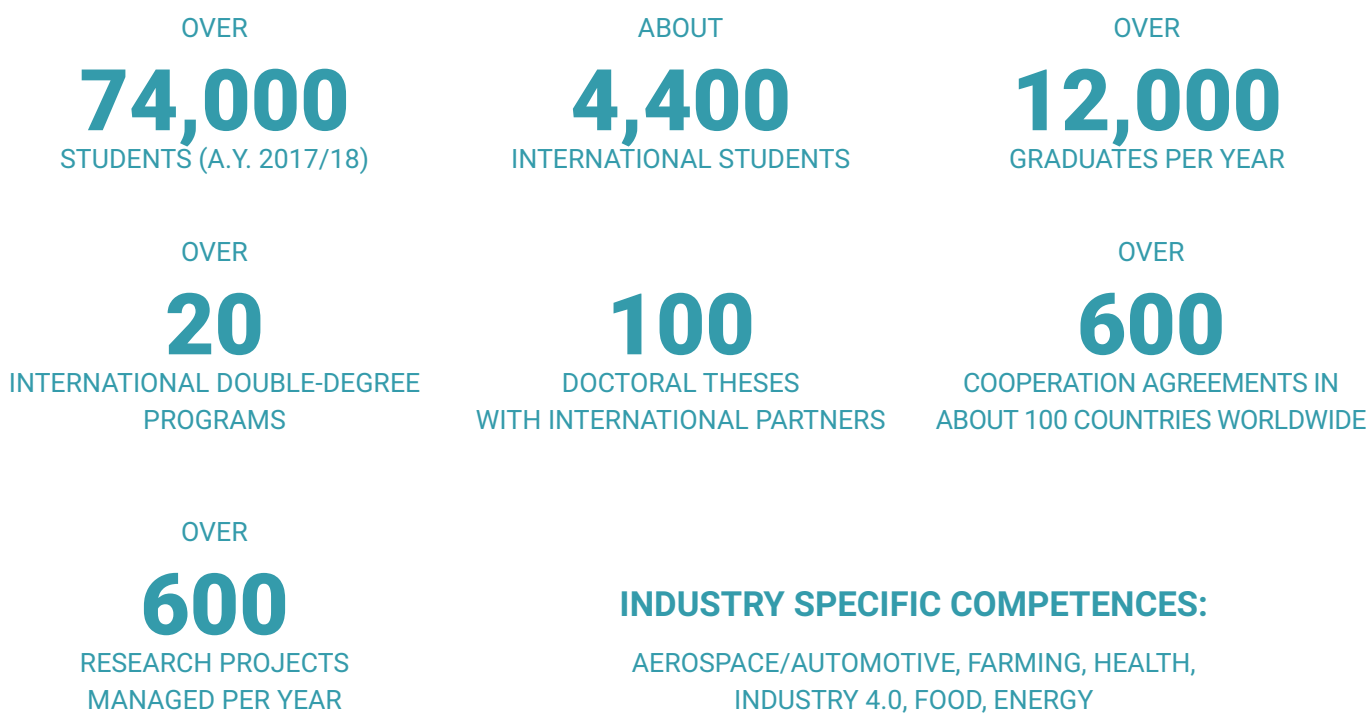 OVER
74,000
STUDENTS (A.Y. 2017/18)
ABOUT
4,400
INTERNATIONAL STUDENTS
OVER
12,000
GRADUATES PER YEAR
OVER
20
INTERNATIONAL DOUBLE-DEGREE
PROGRAMS
100
DOCTORAL THESES
WITH INTERNATIONAL PARTNERS
OVER
600
COOPERATION AGREEMENTS IN
ABOUT 100 COUNTRIES WORLDWIDE
OVER
600
RESEARCH PROJECTS
MANAGED PER YEAR
INDUSTRY SPECIFIC COMPETENCES:
AEROSPACE/AUTOMOTIVE, FARMING, HEALTH,
INDUSTRY 4.0, FOOD, ENERGY